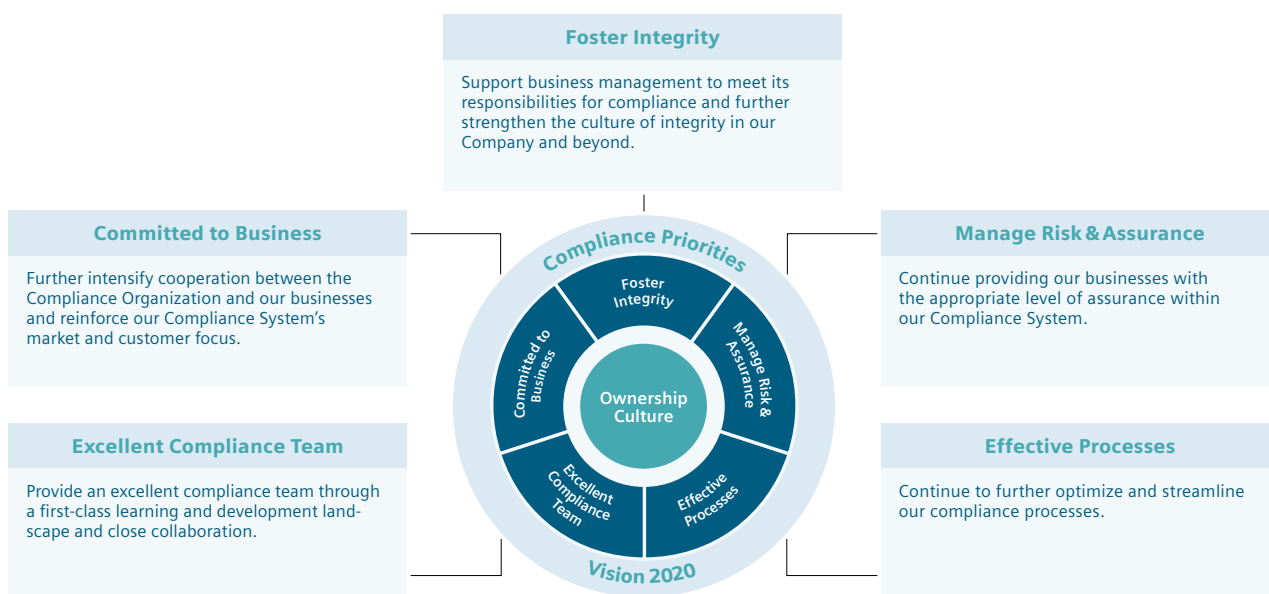 Foster Integrity
Support business management to meet its
responsibilities for compliance and further
strengthen the culture of integrity in our
Company and beyond.
Committed to Business
Further intensify cooperation between the
Compliance Organization and our businesses
and reinforce our Compliance System’s
market and customer focus.
Excellent Compliance Team
Provide an excellent compliance team through
a first-class learning and development land-
scape and close collaboration.
Compliance Priorities
Foster
Integrity
Committed to
Business
Manage Risk &
Assurance
Ownership
Culture
Excellent
Compliance
Team
Effective
Processes
Vision 2020
Manage Risk & Assurance
Continue providing our businesses with
the appropriate level of assurance within
our Compliance System.
Effective Processes
Continue to further optimize and streamline
our compliance processes.